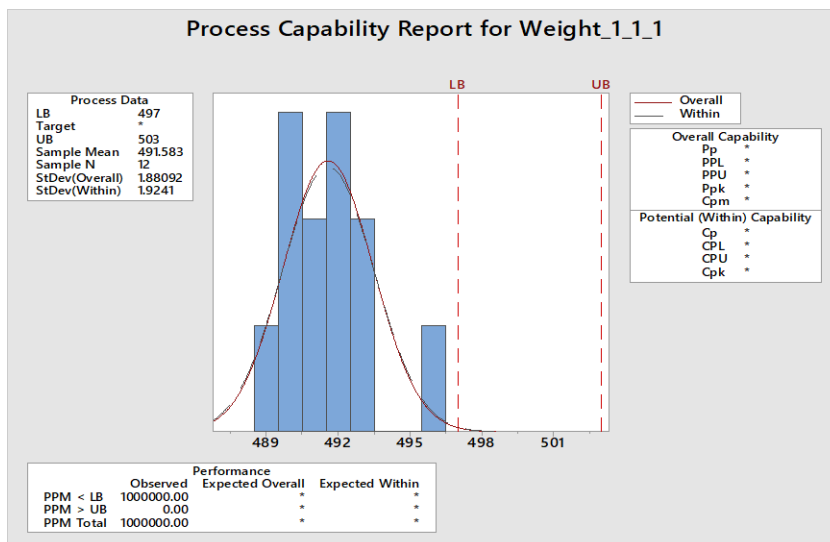 Process Capability Report for Weight_1_1_1
LB UB
Process Data
LB 497
Target *
UB 503
Sample Mean 491.583
Sample N 12
StDev(Overall) 1.88092
StDev(Within) 1.9241
Overall
Within
Overall Capability
Pp *
PPL *
PPU *
Ppk *
Cpm *
Potential (Within) Capability
Cp *
CPL *
CPU *
Cpk *
489 492 495 498 501
Performance
Observed Expected Overall Expected Within
PPM < LB 1000000.00 * *
PPM > UB 0.00 * *
PPM Total 1000000.00 * *